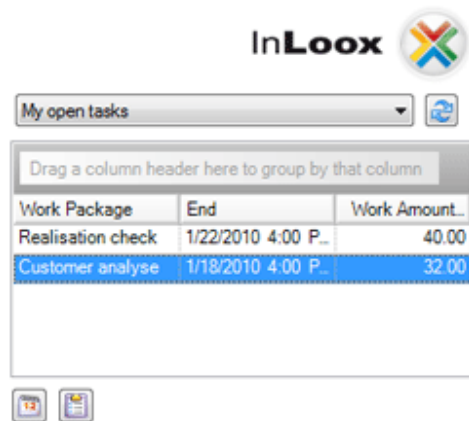 InLoox
My open tasks
Drag a column header here to group by that column
Work Package End Work Amount...
Realisation check 1/22/2010 4:00 P... 40.00
Customer analyse 1/18/2010 4:00 P... 32.00
12